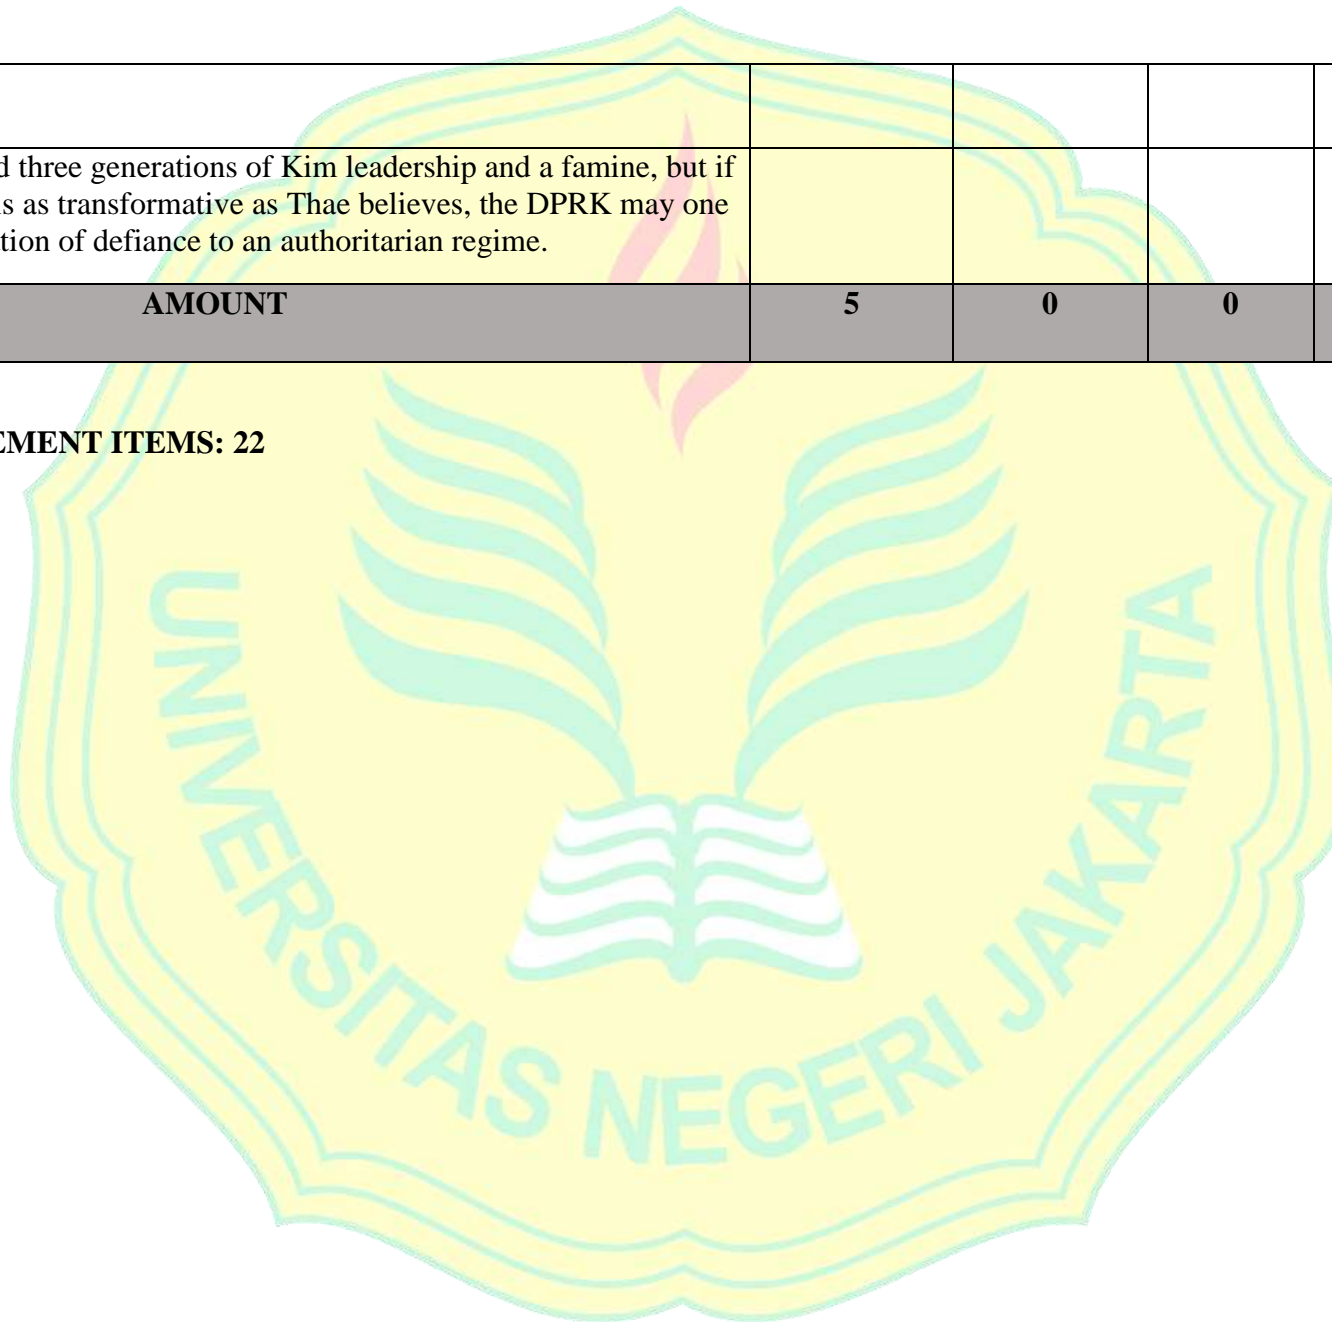 d three generations of Kim leadership and a famine, but if
is as transformative as Thae believes, the DPRK may one
tion of defiance to an authoritarian regime.
AMOUNT 5 0 0
EMENT ITEMS: 22
UNIVERSITAS NEGERI JAKARTA